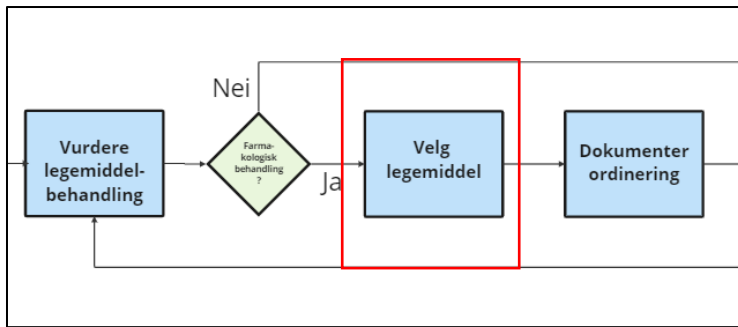 Nei
Vurdere
legemiddel-
behandling
Farma-
kologisk
behandling
?
Ja
Velg
legemiddel
Dokumenter
ordinering